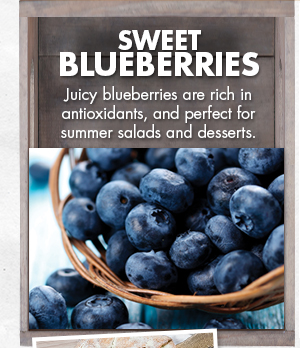 SWEET
BLUEBERRIES
Juicy blueberries are rich in
antioxidants, and perfect for
summer salads and desserts.